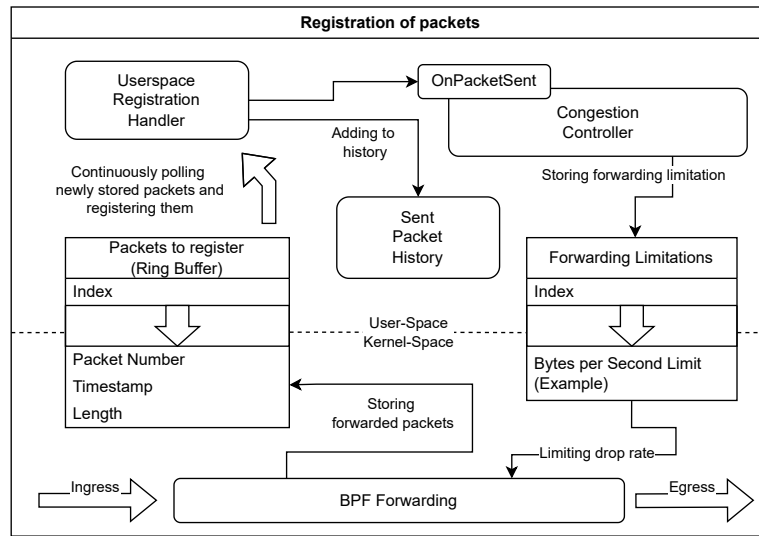 Registration of packets
Userspace
Registration
Handler
OnPacketSent
Congestion
Controller
Adding to
history
Continuously polling
newly stored packets and
registering them
Storing forwarding limitation
Sent
Packet
History
Packets to register
(Ring Buffer)
Index
Forwarding Limitations
Index
User-Space
Kernel-Space
Packet Number
Timestamp
Length
Bytes per Second Limit
(Example)
Storing
forwarded packets
Limiting drop rate
Ingress
BPF Forwarding
Egress